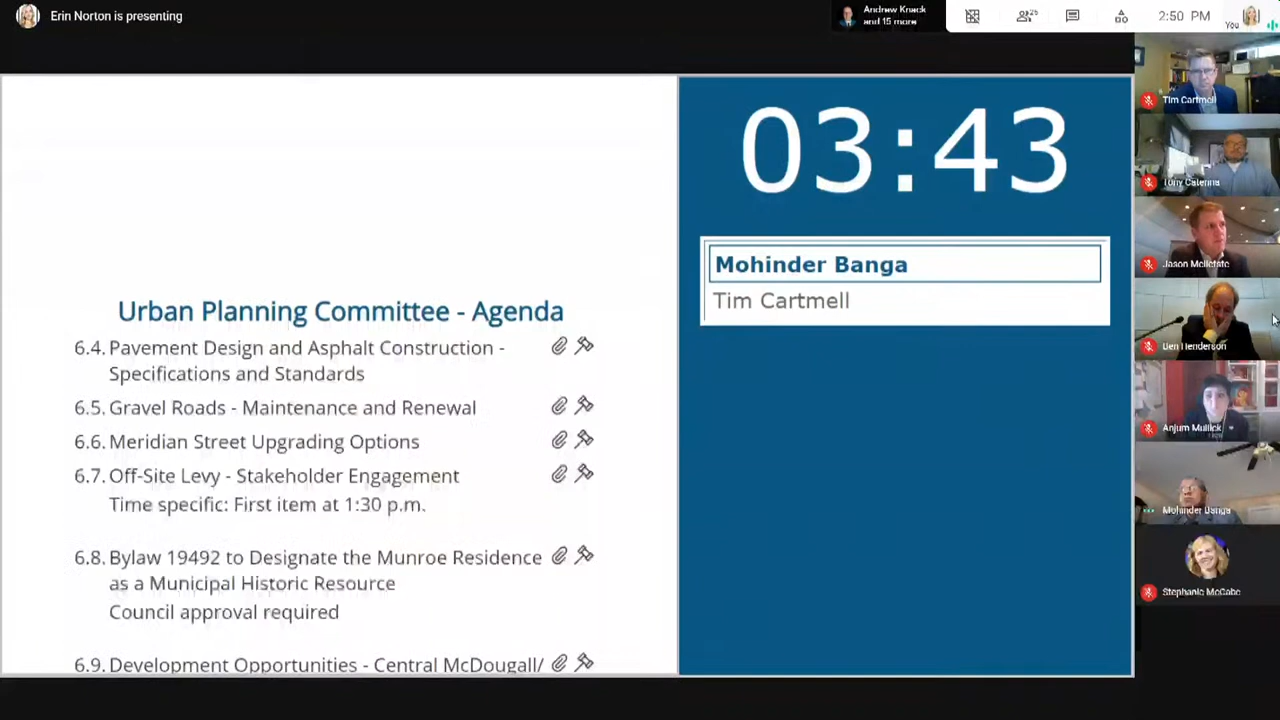 Erin Norton is presenting
Andrew Knack
and 15 more
25
2:50 PM
You
03:43
Mohinder Banga
Tim Cartmell
Urban Planning Committee - Agenda
6.4. Pavement Design and Asphalt Construction -
Specifications and Standards
6.5. Gravel Roads - Maintenance and Renewal
6.6. Meridian Street Upgrading Options
6.7. Off-Site Levy - Stakeholder Engagement
Time specific: First item at 1:30 p.m.
6.8. Bylaw 19492 to Designate the Munroe Residence
as a Municipal Historic Resource
Council approval required
6.9. Development Opportunities - Central McDougall/
Tim Cartmell
Tony Caterina
Jason Meliefste
Ben Henderson
Anjum Mullick
Mohinder Banga
Stephanie McCabe